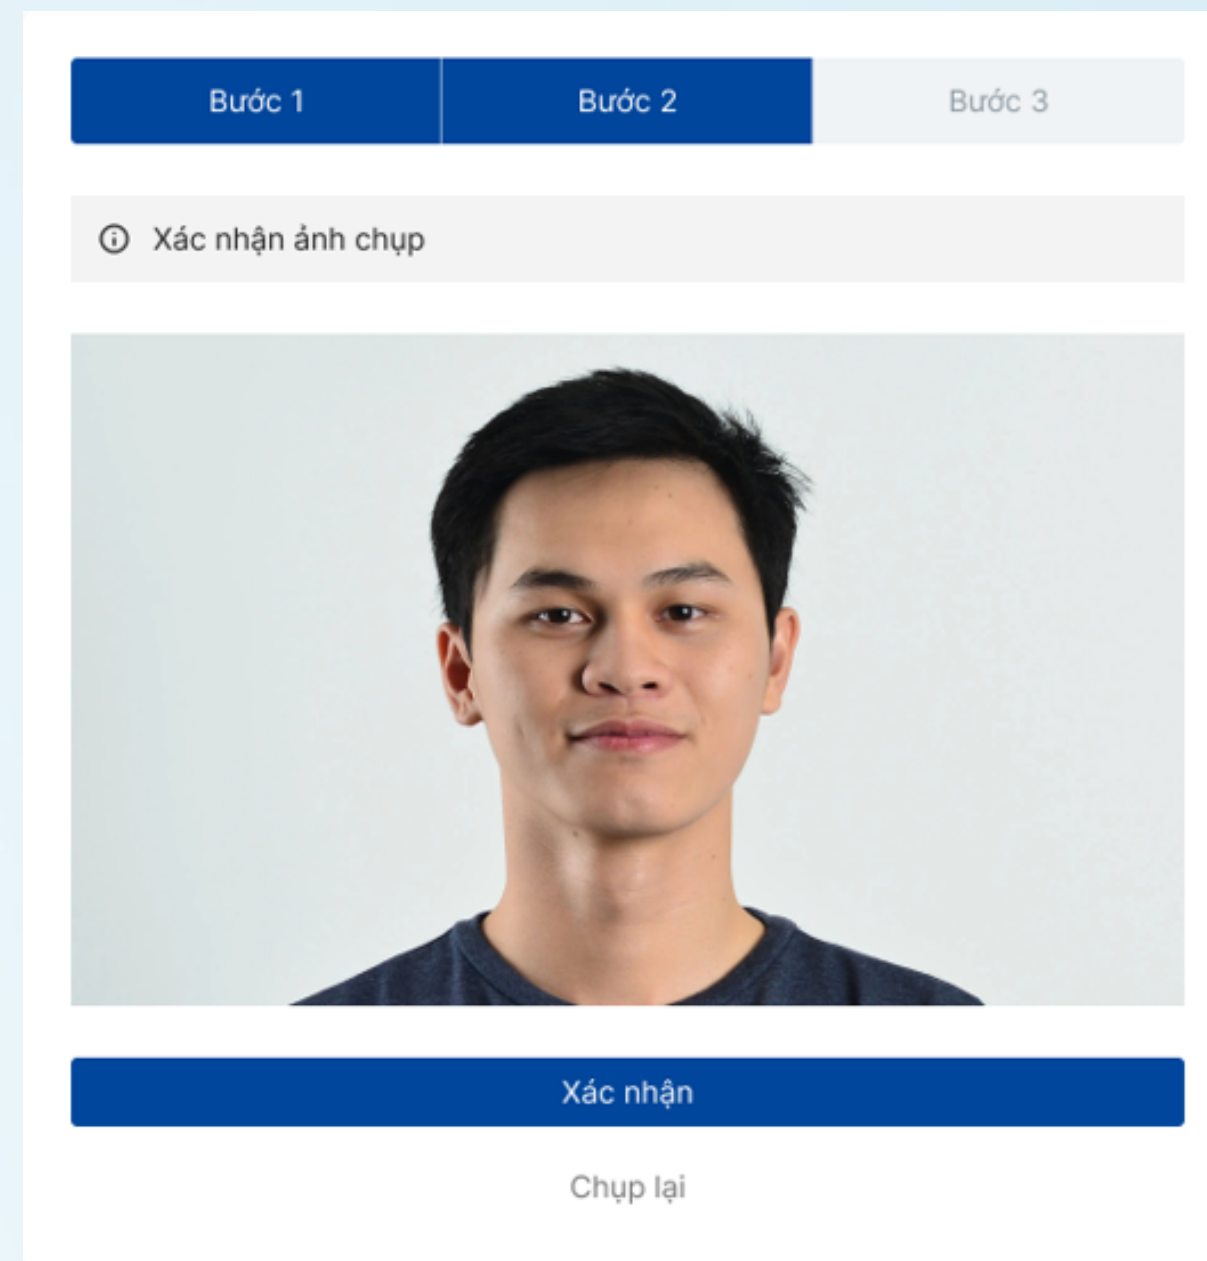 Bước 1
Bước 2
Bước 3
Xác nhận ảnh chụp
Xác nhận
Chụp lại